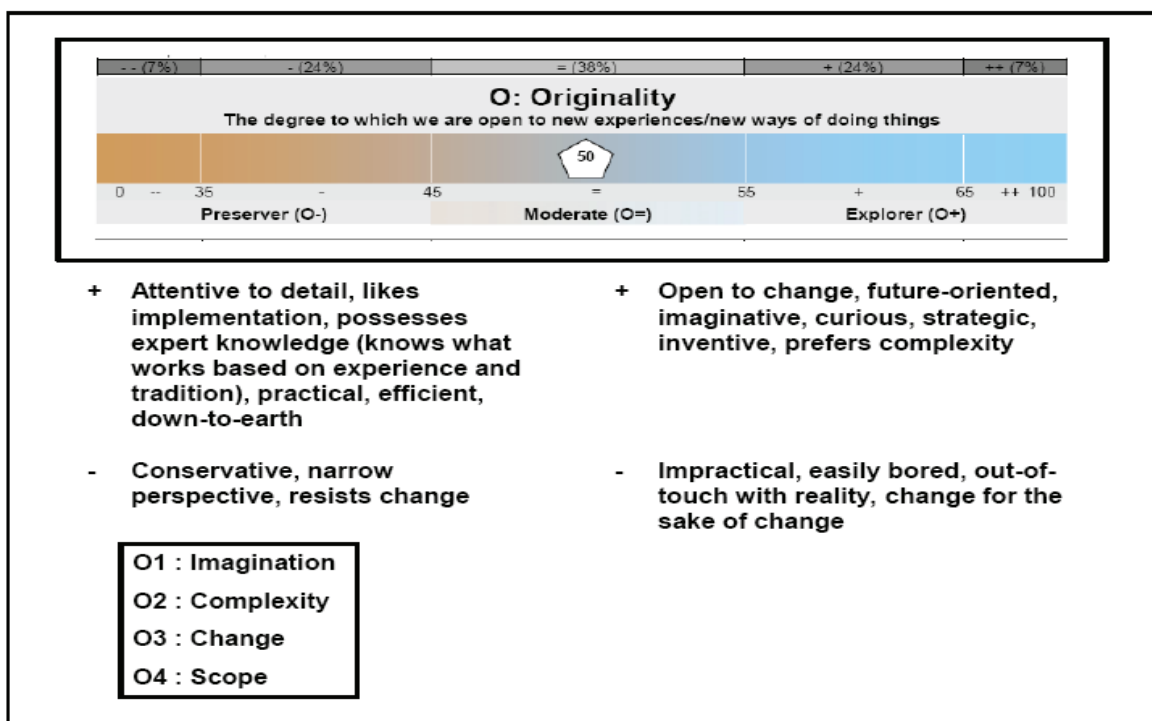 -- (7%) - (24%) = (38%) + (24%) ++ (7%)
O: Originality
The degree to which we are open to new experiences/new ways of doing things
50
0 -- 35 - 45 = 55 + 65 ++ 100
Preserver (O-) Moderate (O=) Explorer (O+)
+ Attentive to detail, likes
implementation, possesses
expert knowledge (knows what
works based on experience and
tradition), practical, efficient,
down-to-earth
+ Open to change, future-oriented,
imaginative, curious, strategic,
inventive, prefers complexity
- Conservative, narrow
perspective, resists change
- Impractical, easily bored, out-of-
touch with reality, change for the
sake of change
O1 : Imagination
O2 : Complexity
O3 : Change
O4 : Scope